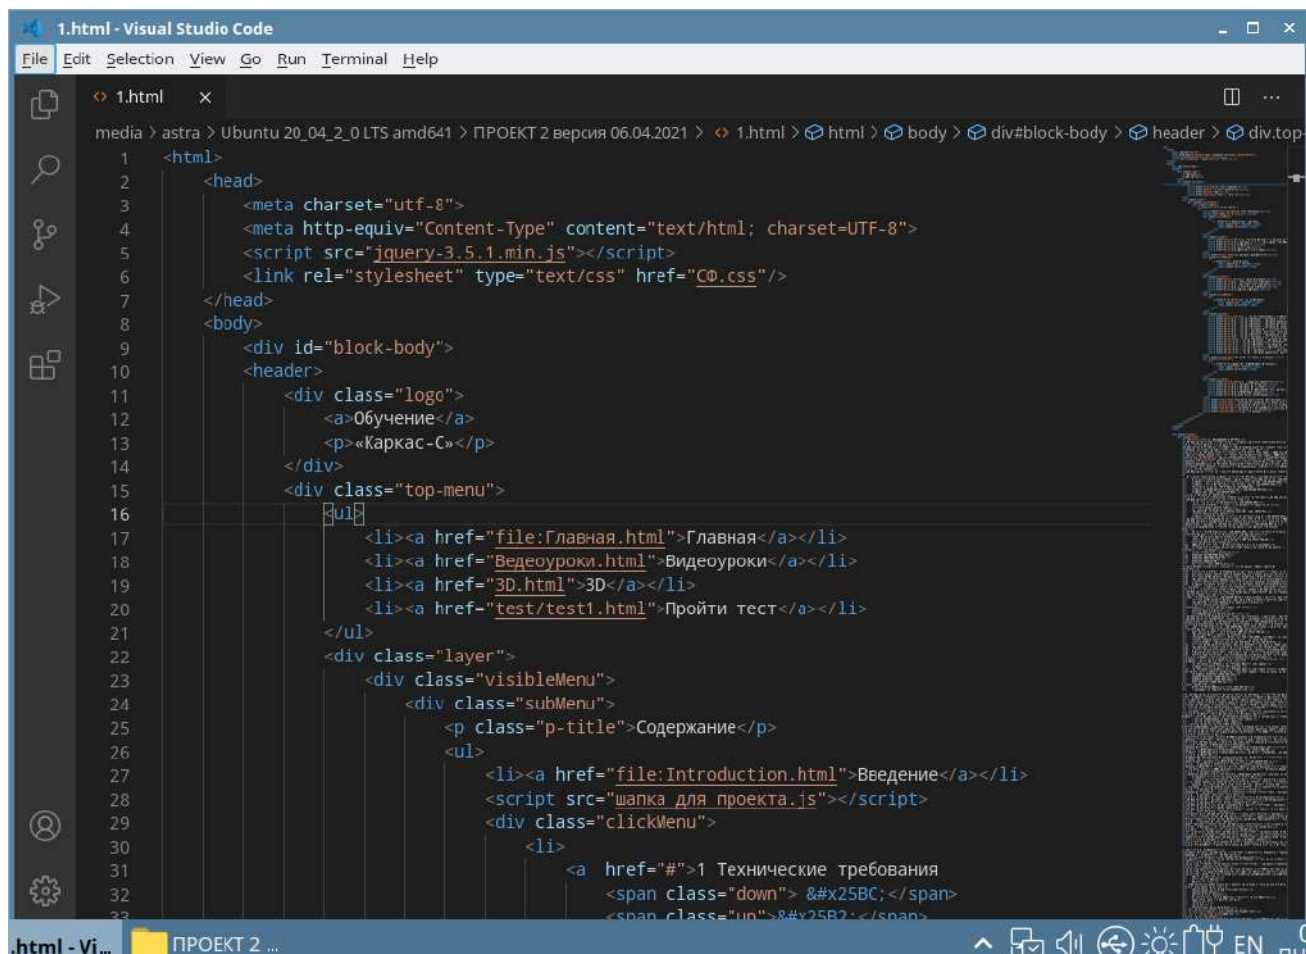 1.html - Visual Studio Code
File Edit Selection View Go Run Terminal Help
1.html
media > astra > Ubuntu 20_04_2_0 LTS amd641 > ПРОЕКТ 2 версия 06.04.2021 > <> 1.html > html > body > div#block-body > header > div.top-
1 <html>
2 <head>
3 <meta charset="utf-8">
4 <meta http-equiv="Content-Type" content="text/html; charset=UTF-8">
5 <script src="jquery-3.5.1.min.js"></script>
6 <link rel="stylesheet" type="text/css" href="СФ.css"/>
7 </head>
8 <body>
9 <div id="block-body">
10 <header>
11 <div class="logo">
12 <a>Обучение</a>
13 <p>«Каркас-С»</p>
14 </div>
15 <div class="top-menu">
16 <ul>
17 <li><a href="file:Главная.html">Главная</a></li>
18 <li><a href="Ведеоуроки.html">Видеоуроки</a></li>
19 <li><a href="3D.html">3D</a></li>
20 <li><a href="test/test1.html">Пройти тест</a></li>
21 </ul>
22 <div class="layer">
23 <div class="visibleMenu">
24 <div class="subMenu">
25 <p class="p-title">Содержание</p>
26 <ul>
27 <li><a href="file:Introduction.html">Введение</a></li>
28 <script src="шапка для проекта.js"></script>
29 <div class="clickMenu">
30 <li>
31 <a href="#">1 Технические требования
32 <span class="down"> &#x25BC;</span>
33 <span class="up">&#x25B2;</span>
.html - Vi... ПРОЕКТ 2 ... EN